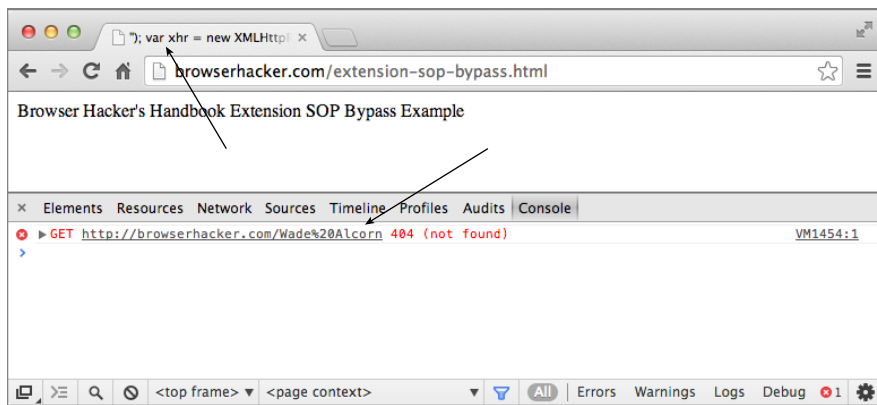 "); var xhr = new XMLHttp
browserhacker.com/extension-sop-bypass.html
Browser Hacker's Handbook Extension SOP Bypass Example
× Elements Resources Network Sources Timeline Profiles Audits Console
GET http://browserhacker.com/Wade%20Alcorn 404 (not found) VM1454:1
>
<top frame> ▼ <page context> ▼ All Errors Warnings Logs Debug 1